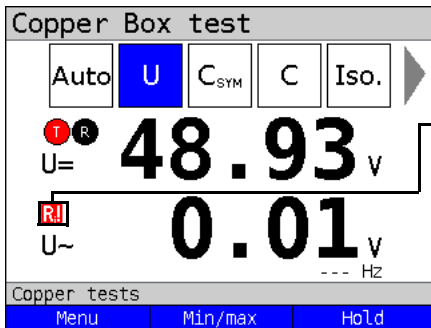 Copper Box test
Auto U CSYM C Iso.
T R
U= 48.93 V
R!
U~ 0.01 V
--- Hz
Copper tests
Menu Min/max Hold